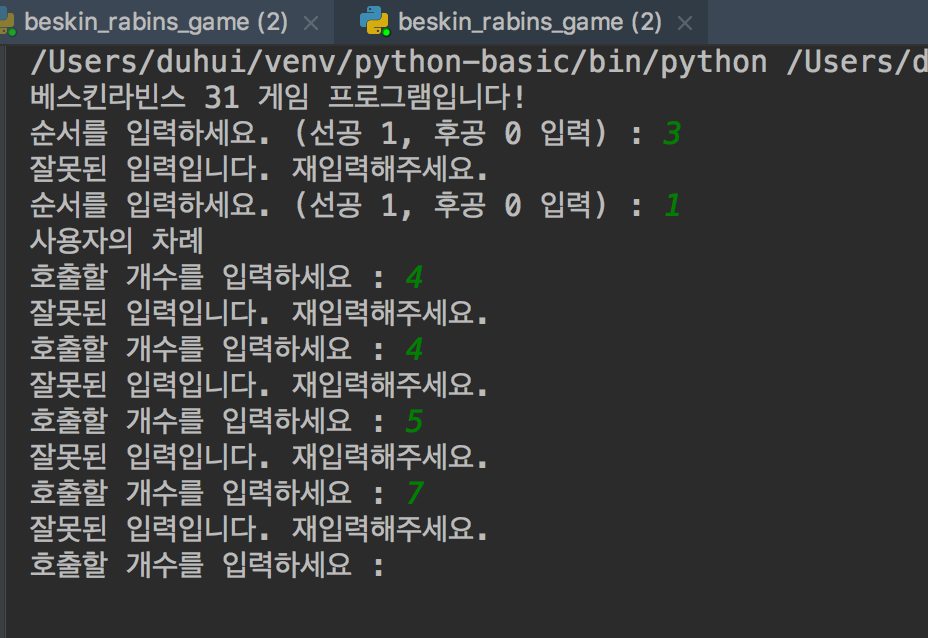 beskin_rabins_game (2) × beskin_rabins_game (2) ×
/Users/duhui/venv/python-basic/bin/python /Users/d
베스킨라빈스 31 게임 프로그램입니다!
순서를 입력하세요. (선공 1, 후공 0 입력) : 3
잘못된 입력입니다. 재입력해주세요.
순서를 입력하세요. (선공 1, 후공 0 입력) : 1
사용자의 차례
호출할 개수를 입력하세요 : 4
잘못된 입력입니다. 재입력해주세요.
호출할 개수를 입력하세요 : 4
잘못된 입력입니다. 재입력해주세요.
호출할 개수를 입력하세요 : 5
잘못된 입력입니다. 재입력해주세요.
호출할 개수를 입력하세요 : 7
잘못된 입력입니다. 재입력해주세요.
호출할 개수를 입력하세요 :